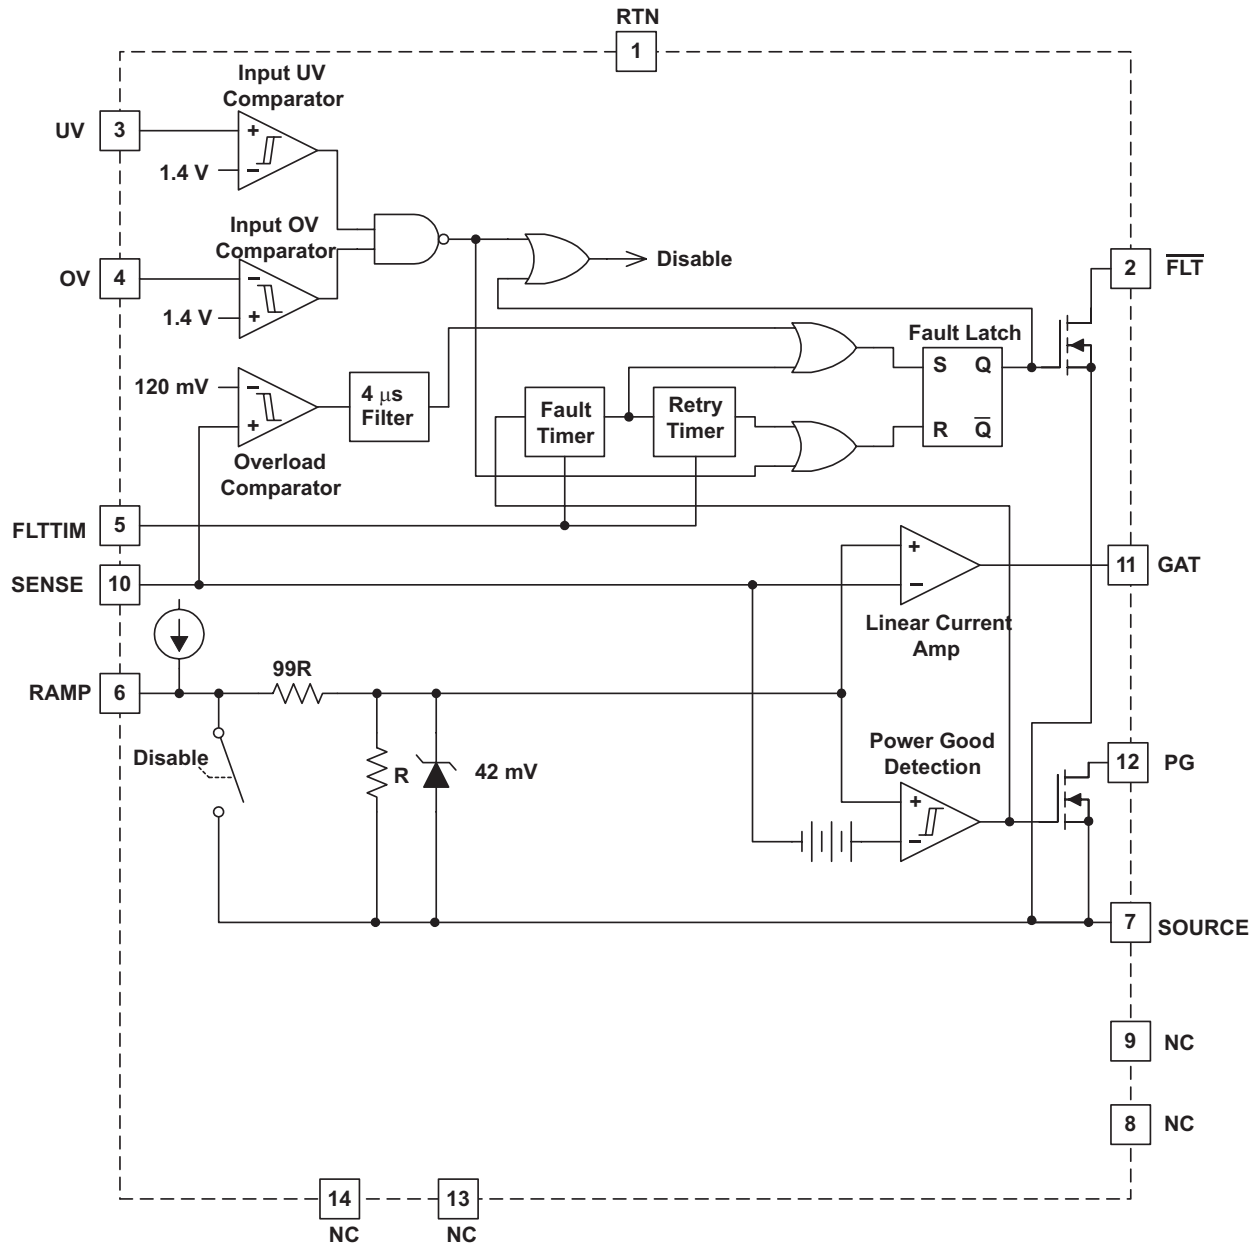 RTN
1
Input UV
Comparator
UV
3
+
−
1.4 V
Input OV
Comparator
OV
4
−
+
1.4 V
Disable
2
FLT
Fault Latch
S Q
R Q
120 mV
−
+
4 μs
Filter
Overload
Comparator
Fault
Timer
Retry
Timer
FLTTIM
5
SENSE
10
+
−
11
GAT
Linear Current
Amp
RAMP
6
99R
Disable
R
42 mV
Power Good
Detection
+
−
12
PG
7
SOURCE
9
NC
8
NC
14
NC
13
NC